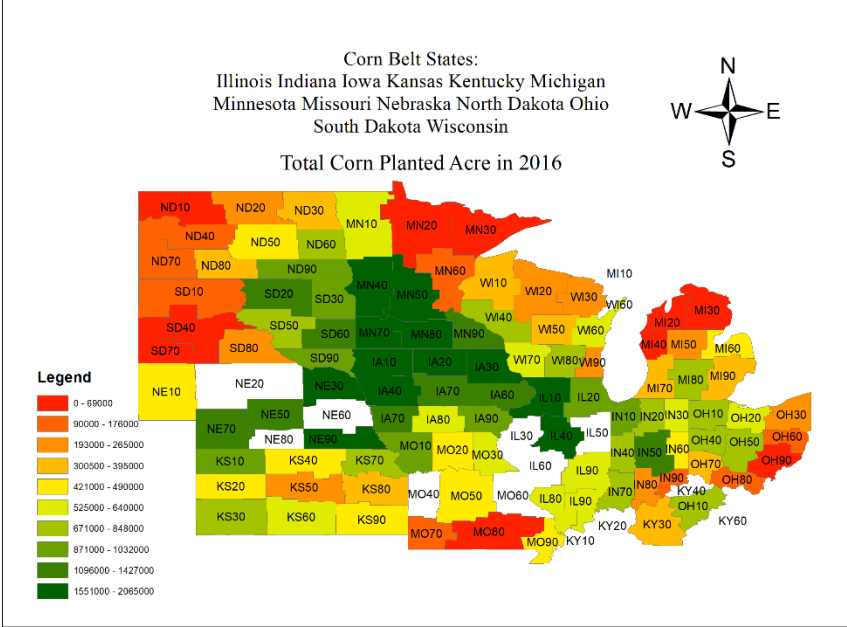 Corn Belt States:
Illinois Indiana Iowa Kansas Kentucky Michigan
Minnesota Missouri Nebraska North Dakota Ohio
South Dakota Wisconsin
Total Corn Planted Acre in 2016
N
W E
S
ND10 ND20 ND30 MN10 MN20 MN30
ND40 ND50 ND60
ND70 ND80 ND90 MN40 MN50 MN60 WI10 WI20 WI30 MI10
SD10 SD20 SD30 WI40 WI60 MI20 MI30
SD40 SD50 SD60 MN70 MN80 MN90 WI50 WI60 MI40 MI50 MI60
SD70 SD80 SD90 IA10 IA20 IA30 WI70 WI80 WI90 MI70 MI80 MI90
NE10 NE20 NE30 IA40 IA70 IA60 IL10 IL20
NE70 NE50 NE60 IA70 IA80 IA90 IN10 IN20 IN30 OH10 OH20 OH30
NE80 NE90 MO10 MO20 MO30 IL30 IL40 IL50 IN40 IN50 IN60 OH40 OH50 OH60
KS10 KS40 KS70 IL60 IL90 OH70 OH90
KS20 KS50 KS80 MO40 MO50 MO60 IL80 IL90 IN70 IN80 IN90 KY40 OH80
KS30 KS60 KS90 MO70 MO80 MO90 KY10 KY20 KY30 OH10 KY60
Legend
0 - 69000
90000 - 176000
193000 - 265000
300500 - 395000
421000 - 490000
525000 - 640000
671000 - 848000
871000 - 1032000
1096000 - 1427000
1551000 - 2065000